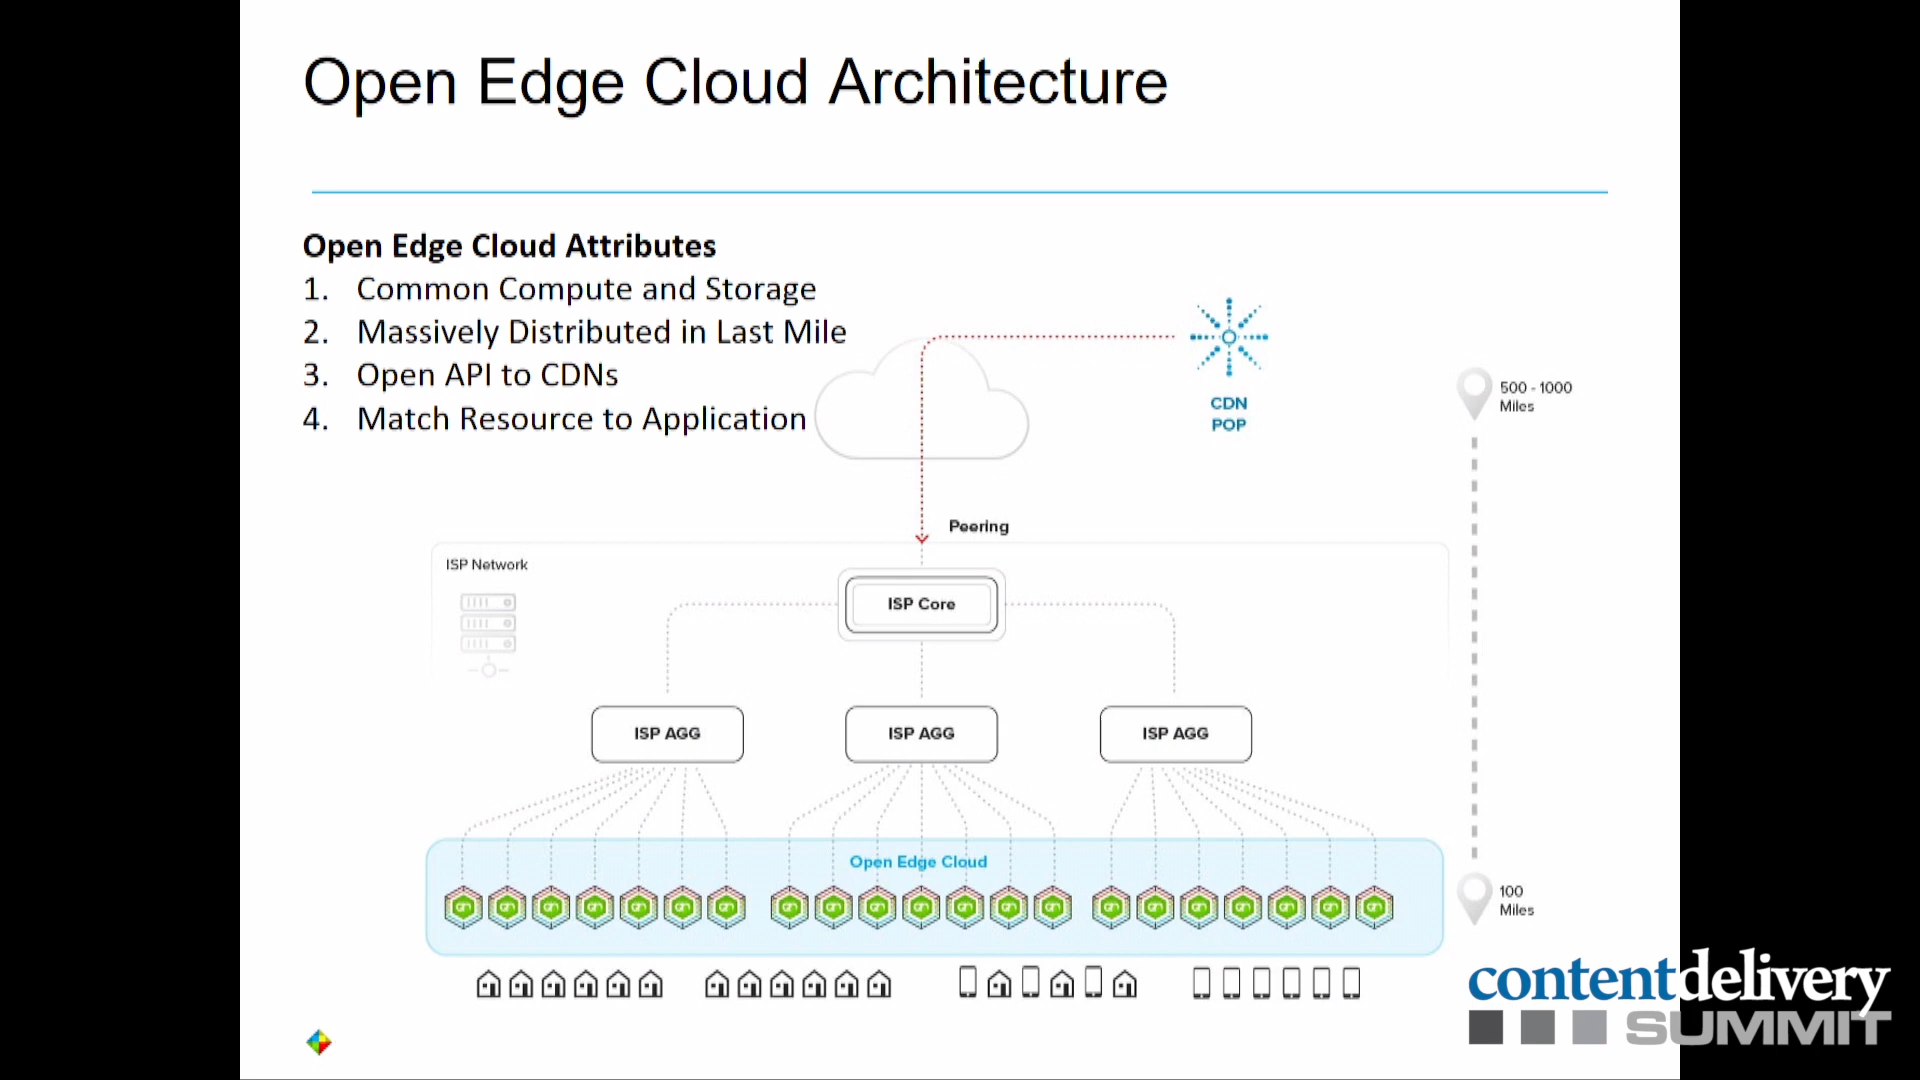 Open Edge Cloud Architecture
Open Edge Cloud Attributes
1. Common Compute and Storage
2. Massively Distributed in Last Mile
3. Open API to CDNs
4. Match Resource to Application
CDN
POP
500 - 1000
Miles
Peering
ISP Network
ISP Core
ISP AGG
ISP AGG
ISP AGG
Open Edge Cloud
100
Miles
contentdelivery
SUMMIT